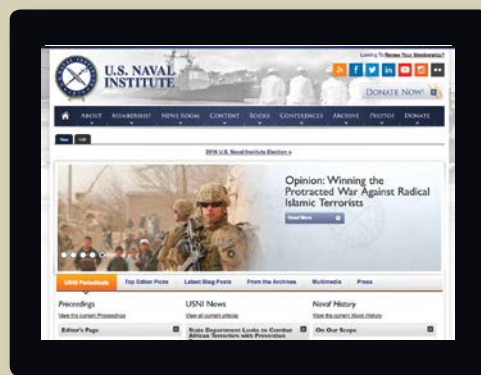 Looking To Renew Your Membership?
U.S. NAVAL
INSTITUTE
DONATE NOW!
ABOUT MEMBERSHIP NEWS ROOM CONTENT BOOKS CONFERENCES ARCHIVE PHOTOS DONATE
View Edit
2016 U.S. Naval Institute Election »
Opinion: Winning the
Protracted War Against Radical
Islamic Terrorists
Read More
USNI Periodicals Top Editor Picks Latest Blog Posts From the Archives Multimedia Press
Proceedings USNI News Naval History
View the current Proceedings View all current articles View the current Naval History
Editor's Page State Department Looks to Combat On Our Scope
African Terrorism with Prevention